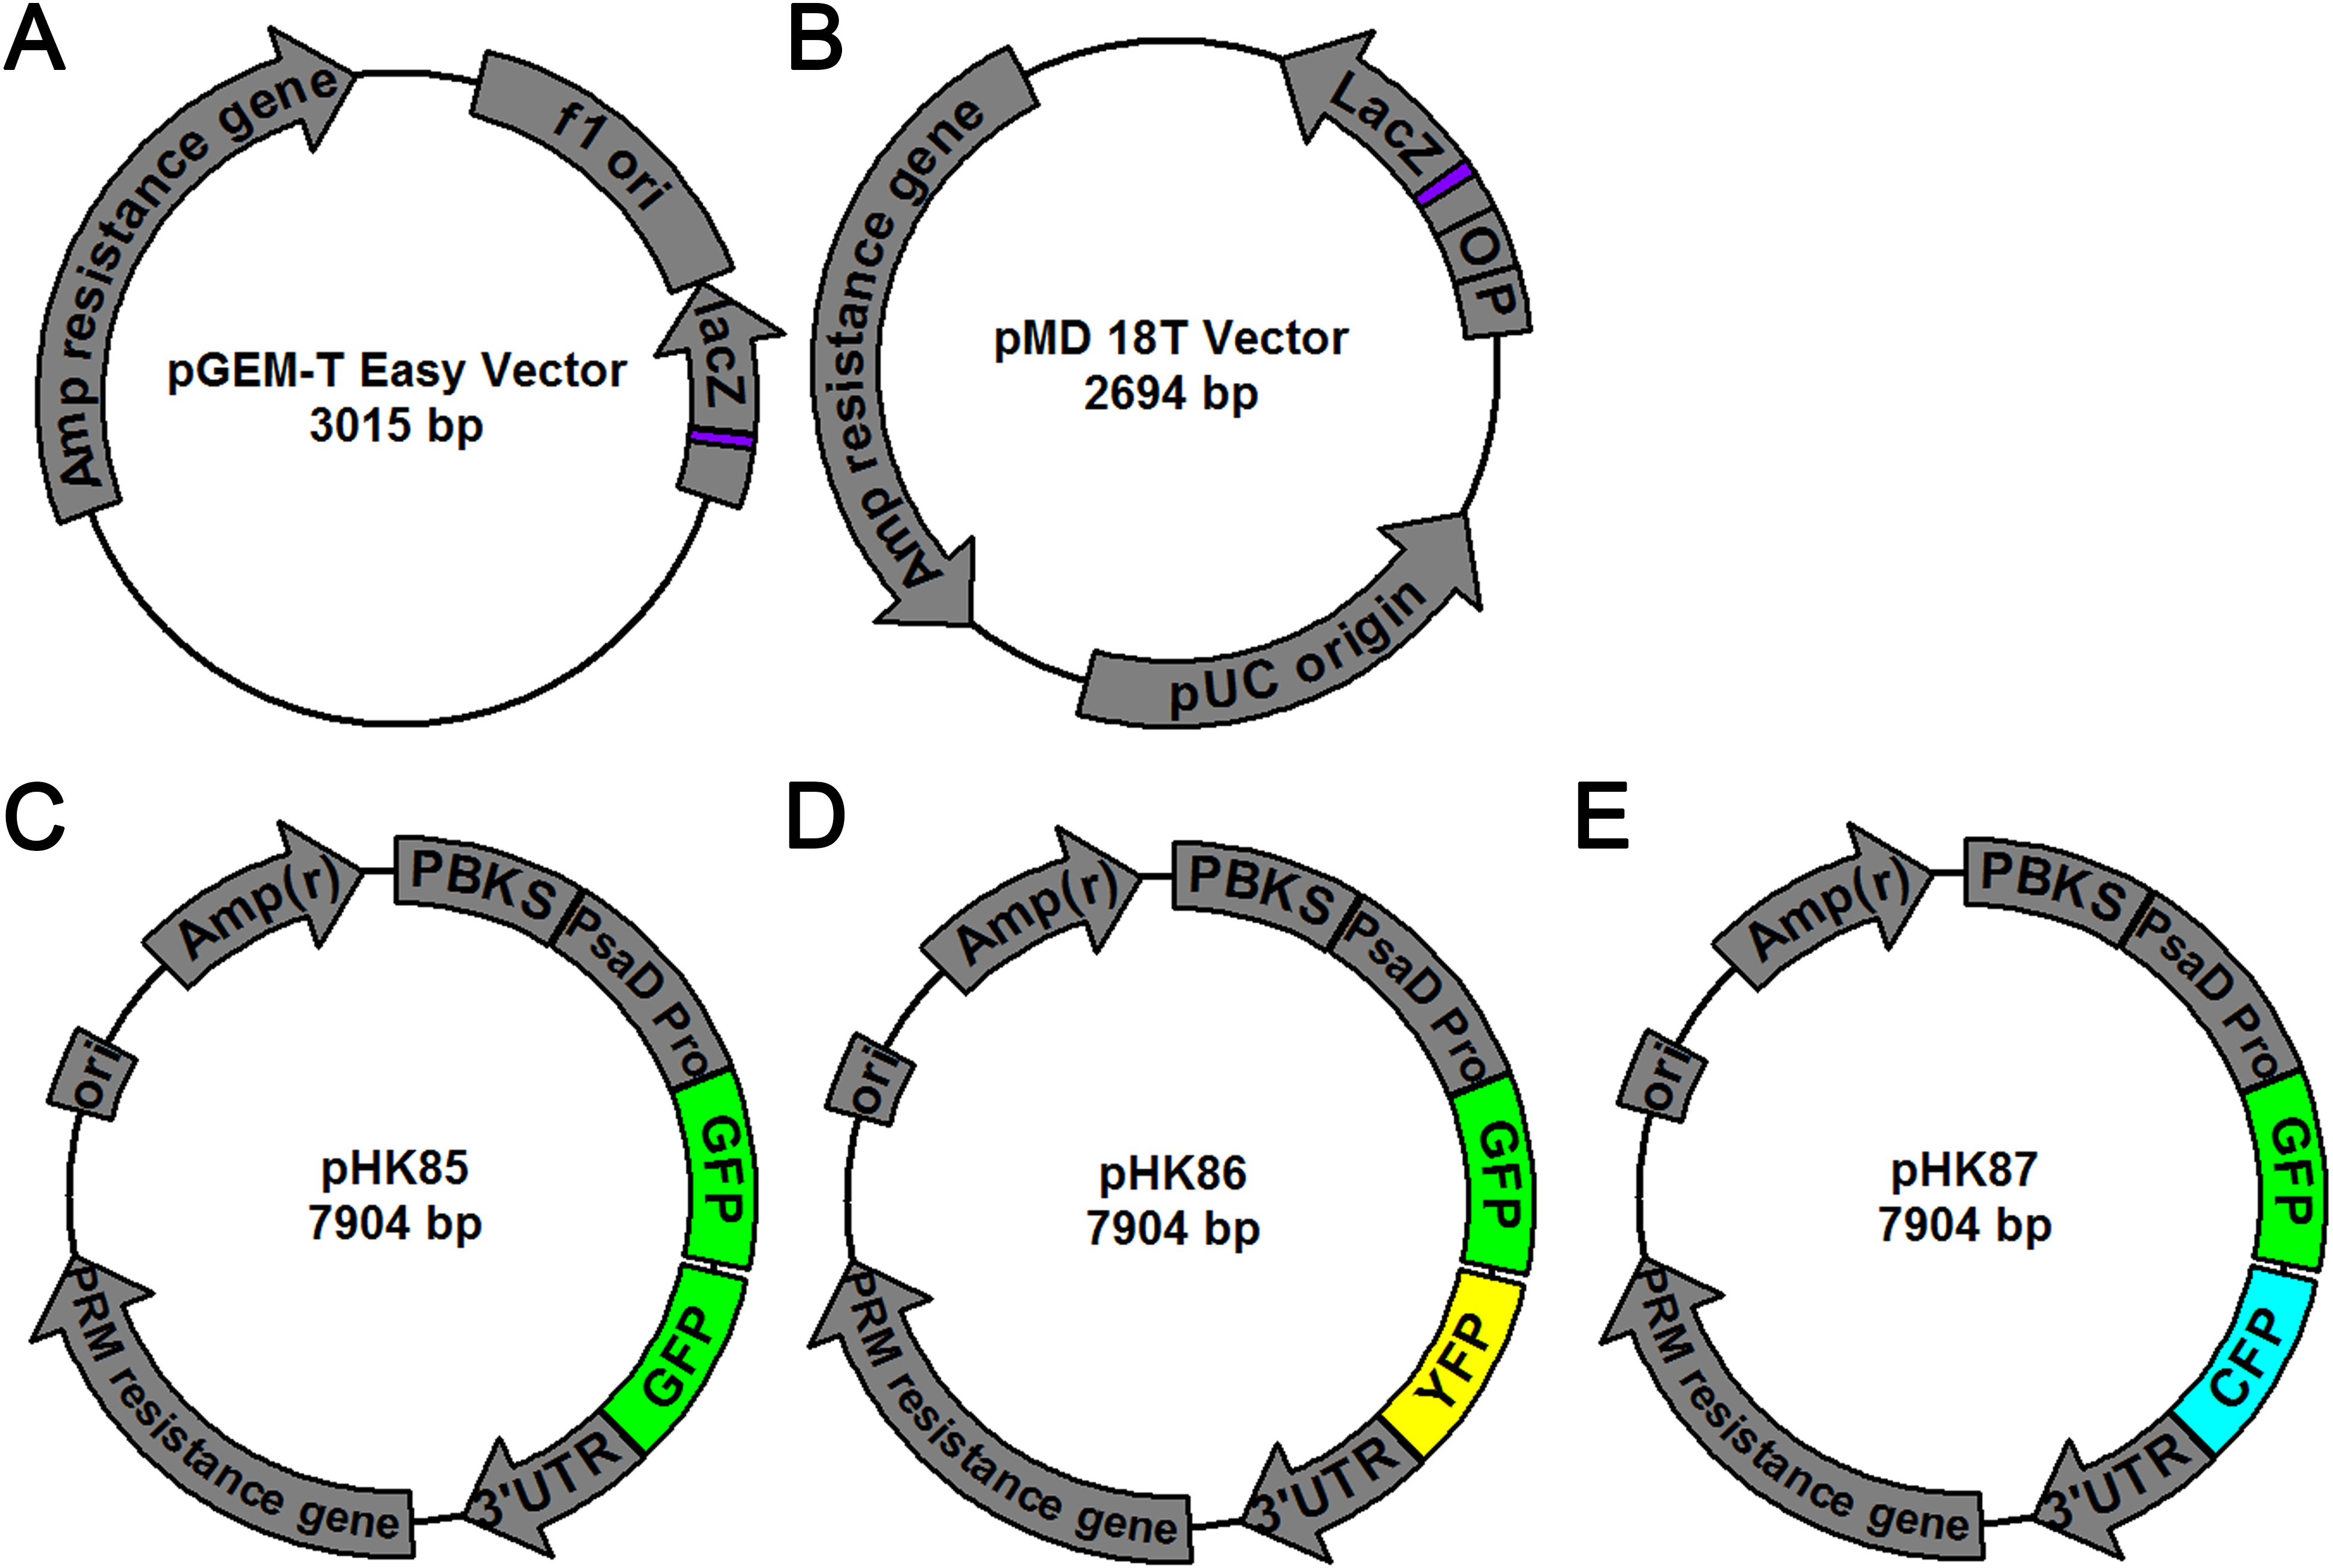 A
Amp resistance gene
f1 ori
lacZ
pGEM-T Easy Vector
3015 bp
B
Amp resistance gene
LacZ
O
P
pUC origin
pMD 18T Vector
2694 bp
C
Amp(r)
PBKS
PsaD Pro
GFP
GFP
3'UTR
PRM resistance gene
ori
pHK85
7904 bp
D
Amp(r)
PBKS
PsaD Pro
GFP
YFP
3'UTR
PRM resistance gene
ori
pHK86
7904 bp
E
Amp(r)
PBKS
PsaD Pro
GFP
CFP
3'UTR
PRM resistance gene
ori
pHK87
7904 bp